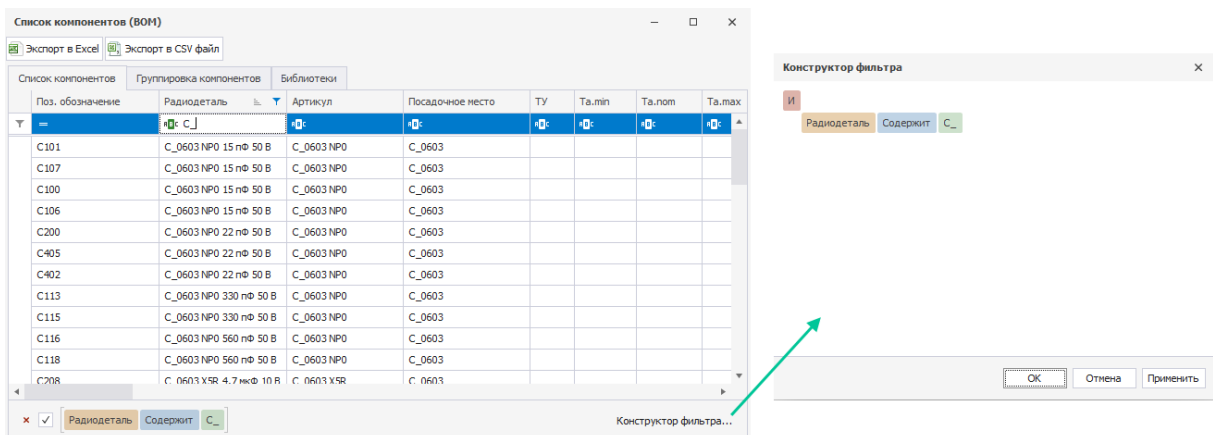 Список компонентов (BOM)
Экспорт в Excel Экспорт в CSV файл
Список компонентов Группировка компонентов Библиотеки
Поз. обозначение Радиодеталь Артикул Посадочное место ТУ Ta.min Ta.nom Ta.max
= C_
C101 C_0603 NP0 15 пФ 50 В C_0603 NP0 C_0603
C107 C_0603 NP0 15 пФ 50 В C_0603 NP0 C_0603
C100 C_0603 NP0 15 пФ 50 В C_0603 NP0 C_0603
C106 C_0603 NP0 15 пФ 50 В C_0603 NP0 C_0603
C200 C_0603 NP0 22 пФ 50 В C_0603 NP0 C_0603
C405 C_0603 NP0 22 пФ 50 В C_0603 NP0 C_0603
C402 C_0603 NP0 22 пФ 50 В C_0603 NP0 C_0603
C113 C_0603 NP0 330 пФ 50 В C_0603 NP0 C_0603
C115 C_0603 NP0 330 пФ 50 В C_0603 NP0 C_0603
C116 C_0603 NP0 560 пФ 50 В C_0603 NP0 C_0603
C118 C_0603 NP0 560 пФ 50 В C_0603 NP0 C_0603
C208 C_0603 X5R 4.7 мкФ 10 В C_0603 X5R C_0603
Радиодеталь Содержит C_ Конструктор фильтра...
Конструктор фильтра
И
Радиодеталь Содержит C_
OK Отмена Применить